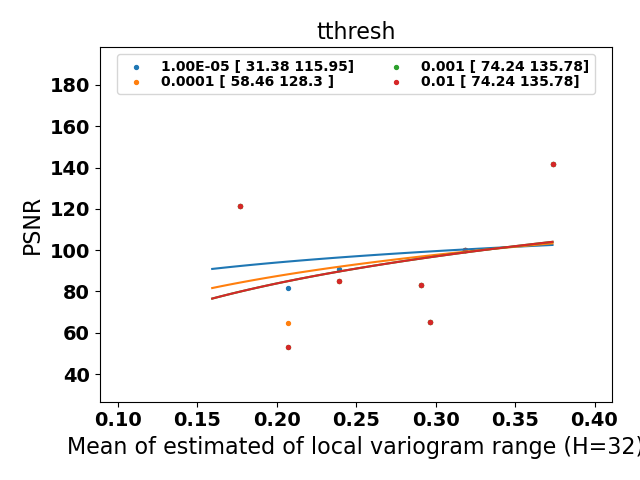 tthresh
1.00E-05 [ 31.38 115.95]
0.0001 [ 58.46 128.3 ]
0.001 [ 74.24 135.78]
0.01 [ 74.24 135.78]
PSNR
180
160
140
120
100
80
60
40
0.10 0.15 0.20 0.25 0.30 0.35 0.40
Mean of estimated of local variogram range (H=32)